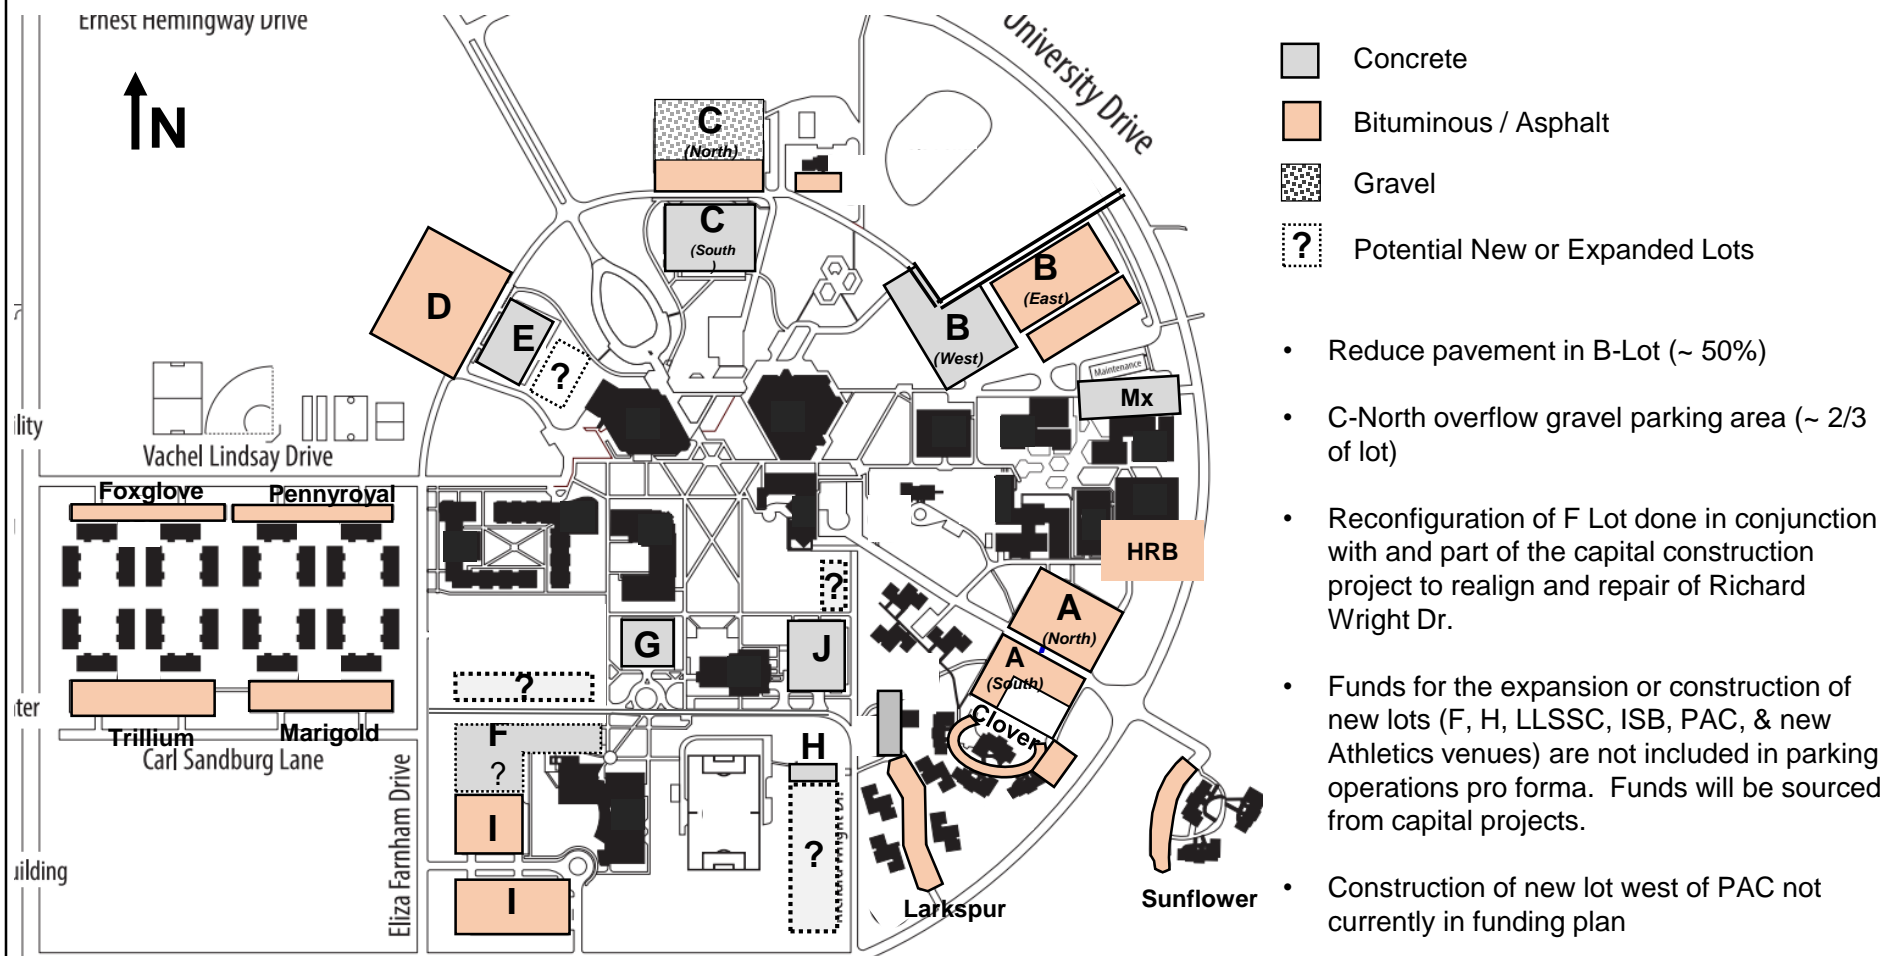 Ernest Hemingway Drive
N
University Drive
C
(North)
C
(South
)
D
E
?
B
(East)
B
(West)
Maintenance
Mx
ility
Vachel Lindsay Drive
Foxglove
Pennyroyal
HRB
?
A
(North)
G
J
A
(South)
?
ter
Trillium
Marigold
Carl Sandburg Lane
Clover
F
?
H
I
?
Eliza Farnham Drive
uilding
I
Larkspur
Sunflower
Concrete
Bituminous / Asphalt
Gravel
? Potential New or Expanded Lots
• Reduce pavement in B-Lot (~ 50%)
• C-North overflow gravel parking area (~ 2/3
of lot)
• Reconfiguration of F Lot done in conjunction
with and part of the capital construction
project to realign and repair of Richard
Wright Dr.
• Funds for the expansion or construction of
new lots (F, H, LLSSC, ISB, PAC, & new
Athletics venues) are not included in parking
operations pro forma. Funds will be sourced
from capital projects.
• Construction of new lot west of PAC not
currently in funding plan